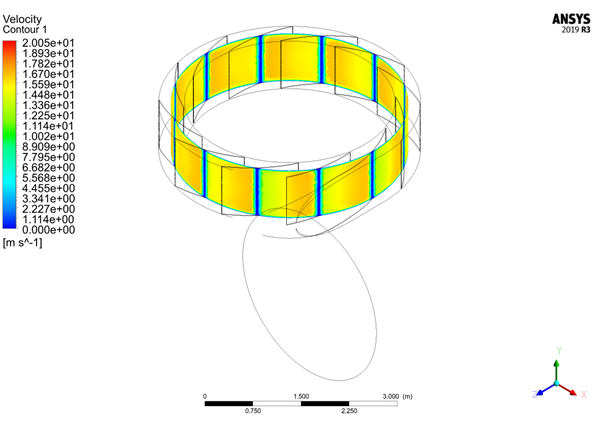 Velocity
Contour 1
2.005e+01
1.893e+01
1.782e+01
1.670e+01
1.559e+01
1.448e+01
1.336e+01
1.225e+01
1.114e+01
1.002e+01
8.909e+00
7.795e+00
6.682e+00
5.568e+00
4.455e+00
3.341e+00
2.227e+00
1.114e+00
0.000e+00
[m s^-1]
ANSYS
2019 R3
0 1.500 3.000 (m)
0.750 2.250
Y
Z X